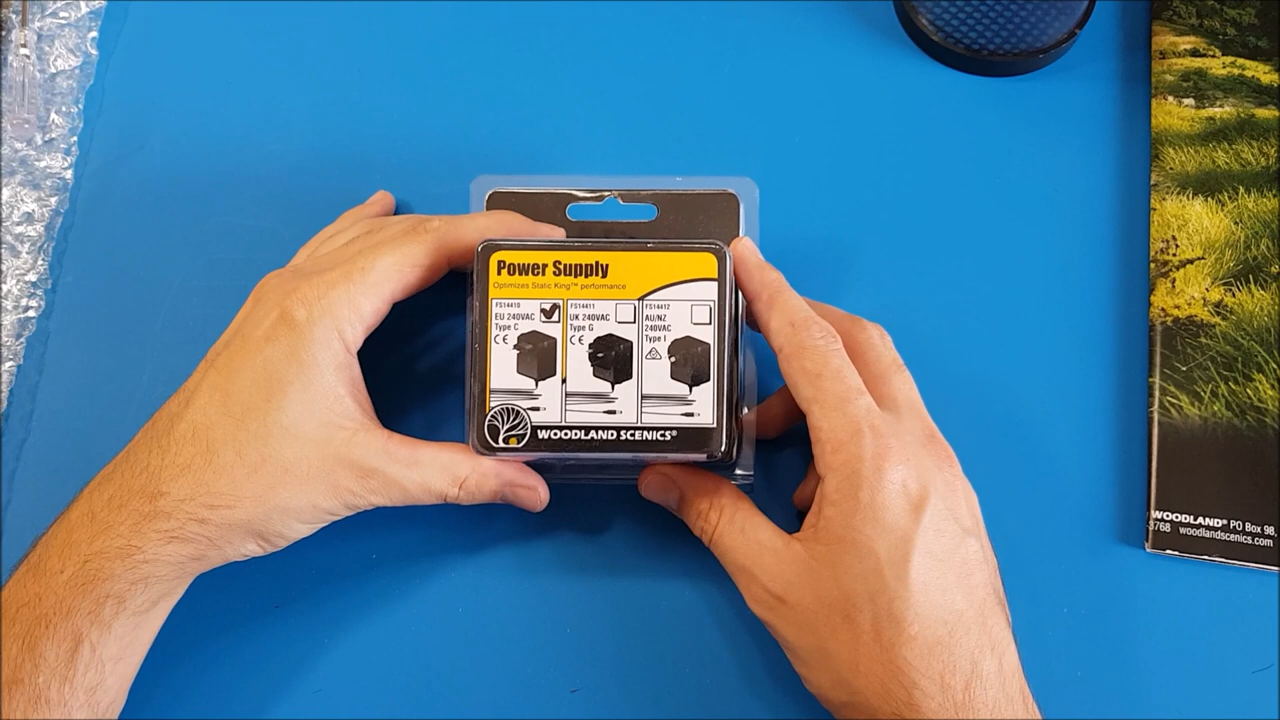 Power Supply
Optimizes Static King™ performance
FS14410
EU 240VAC
Type C
CE
FS14411
UK 240VAC
Type G
CE
FS14412
AU/NZ
240VAC
Type I
WOODLAND SCENICS®
WOODLAND® PO Box 98,
3768 woodlandscenics.com